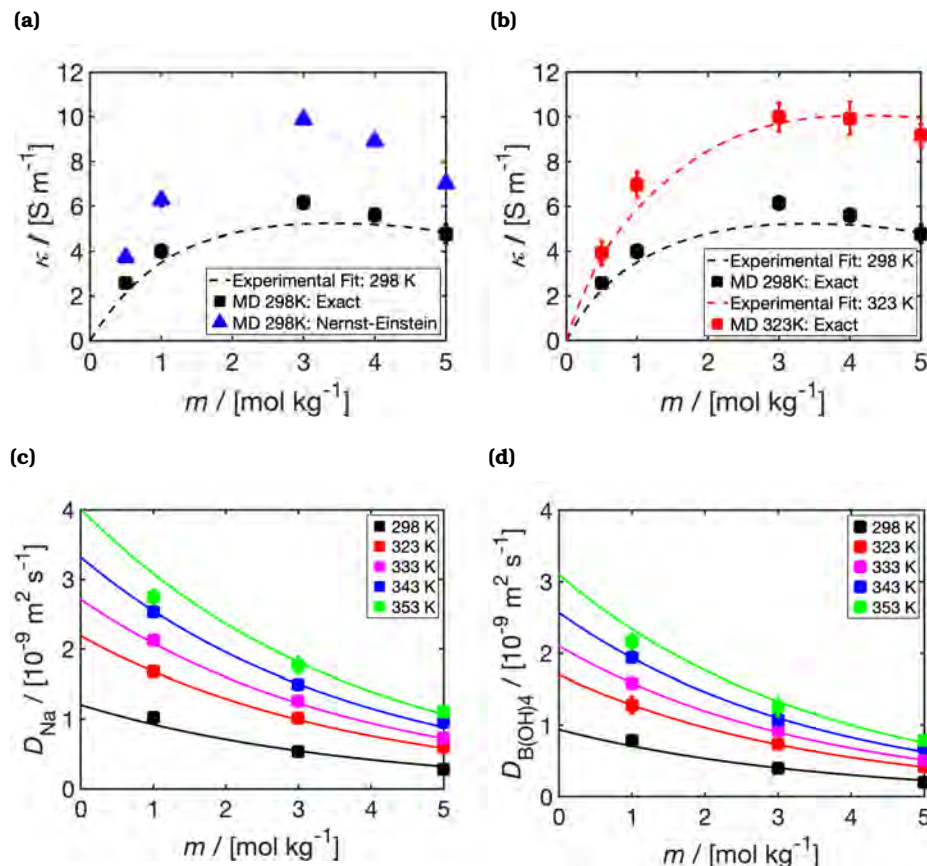 (a)
12
10
8
6
4
2
0
κ / [S m⁻¹]
Experimental Fit: 298 K
MD 298K: Exact
MD 298K: Nernst-Einstein
0 1 2 3 4 5
m / [mol kg⁻¹]
(b)
12
10
8
6
4
2
0
κ / [S m⁻¹]
Experimental Fit: 298 K
MD 298K: Exact
Experimental Fit: 323 K
MD 323K: Exact
0 1 2 3 4 5
m / [mol kg⁻¹]
(c)
4
3
2
1
0
D_Na / [10⁻⁹ m² s⁻¹]
298 K
323 K
333 K
343 K
353 K
0 1 2 3 4 5
m / [mol kg⁻¹]
(d)
4
3
2
1
0
D_B(OH)4 / [10⁻⁹ m² s⁻¹]
298 K
323 K
333 K
343 K
353 K
0 1 2 3 4 5
m / [mol kg⁻¹]